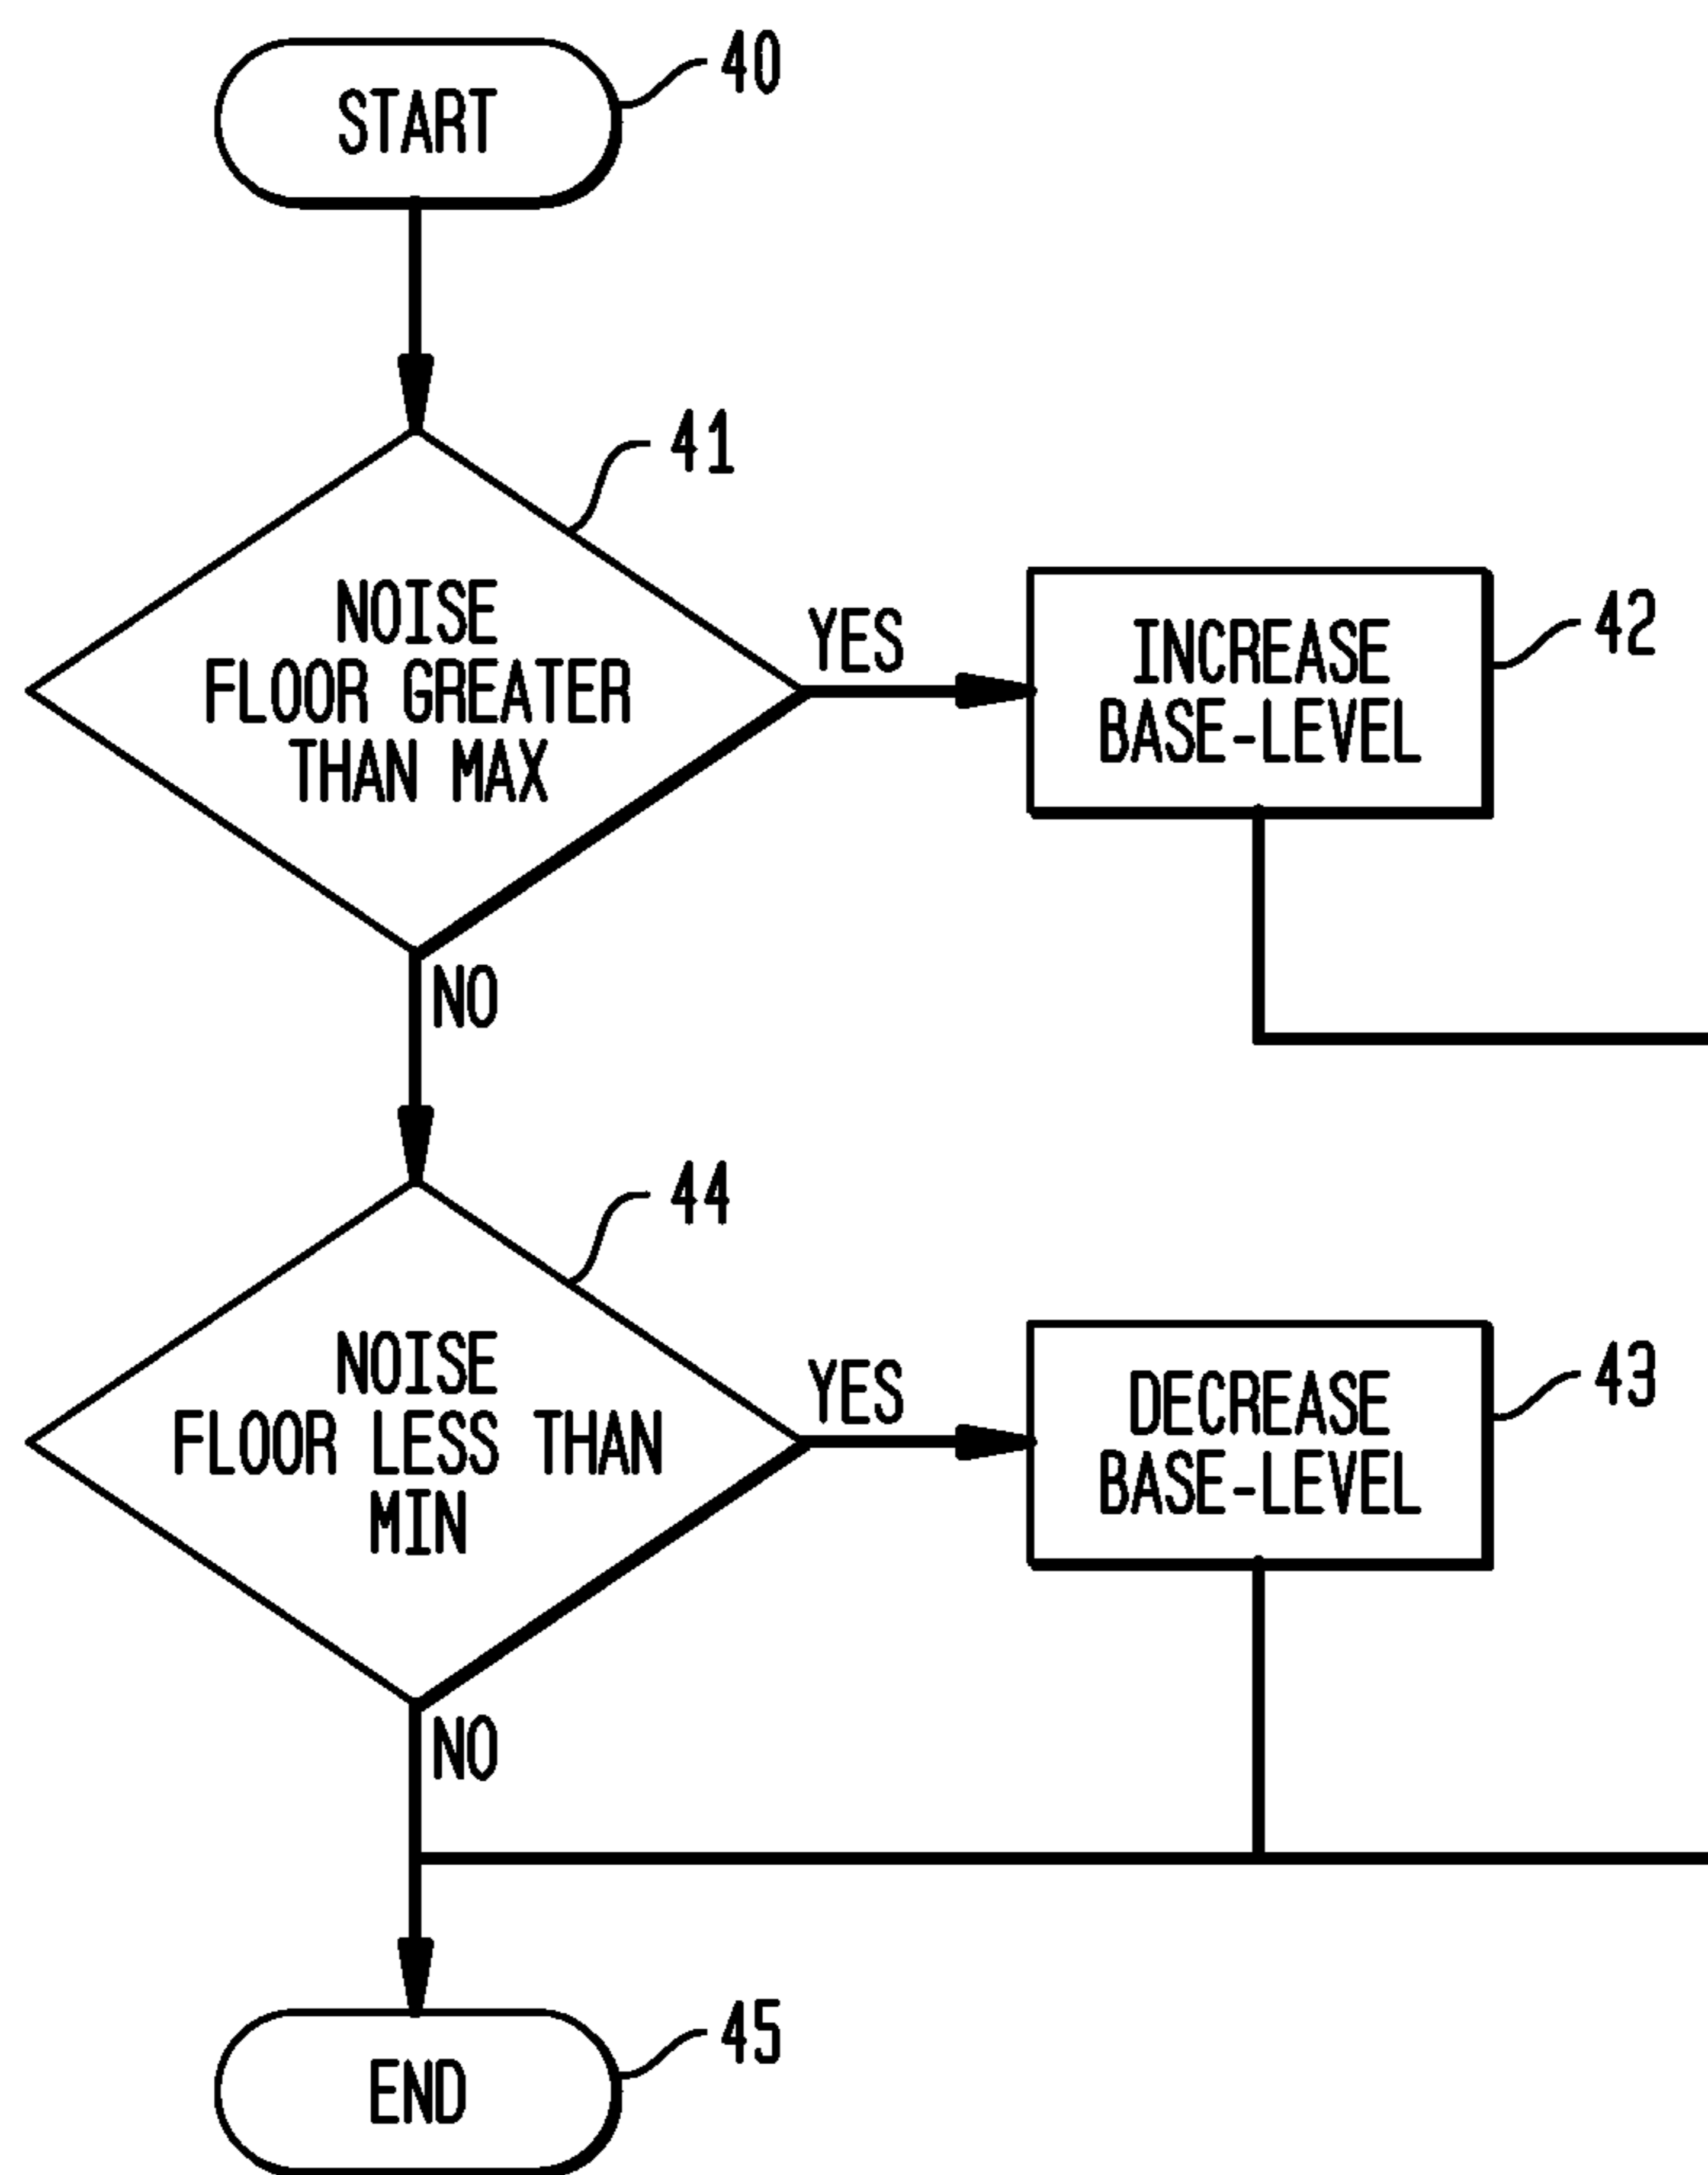 START
40
41
NOISE
FLOOR GREATER
THAN MAX
YES
INCREASE
BASE-LEVEL
42
NO
44
NOISE
FLOOR LESS THAN
MIN
YES
DECREASE
BASE-LEVEL
43
NO
END
45